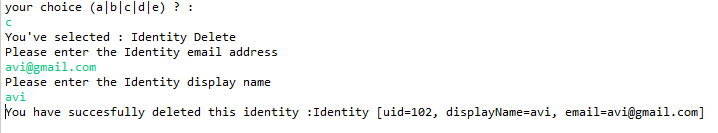 your choice (a|b|c|d|e) ? :
c
You've selected : Identity Delete
Please enter the Identity email address
avi@gmail.com
Please enter the Identity display name
avi
You have succesfully deleted this identity :Identity [uid=102, displayName=avi, email=avi@gmail.com]